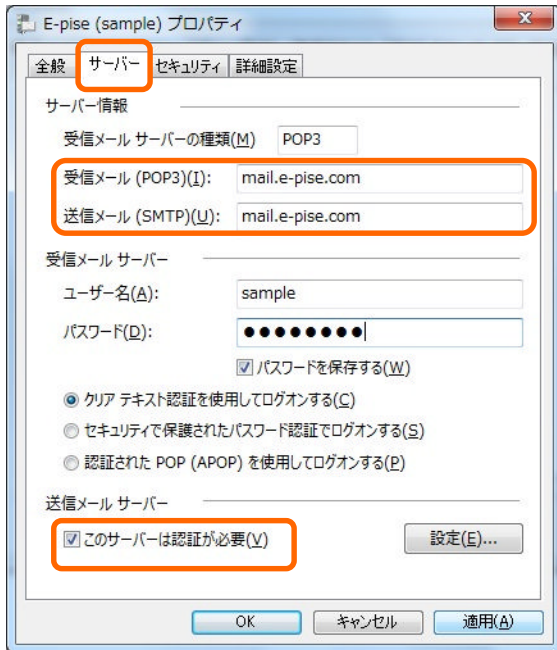 E-pise (sample) プロパティ
全般 サーバー セキュリティ 詳細設定
サーバー情報
受信メール サーバーの種類(M) POP3
受信メール (POP3)(I): mail.e-pise.com
送信メール (SMTP)(U): mail.e-pise.com
受信メール サーバー
ユーザー名(A): sample
パスワード(D): ●●●●●●●●
パスワードを保存する(W)
クリア テキスト認証を使用してログオンする(C)
セキュリティで保護されたパスワード認証でログオンする(S)
認証された POP (APOP) を使用してログオンする(P)
送信メール サーバー
このサーバーは認証が必要(V) 設定(E)...
OK キャンセル 適用(A)